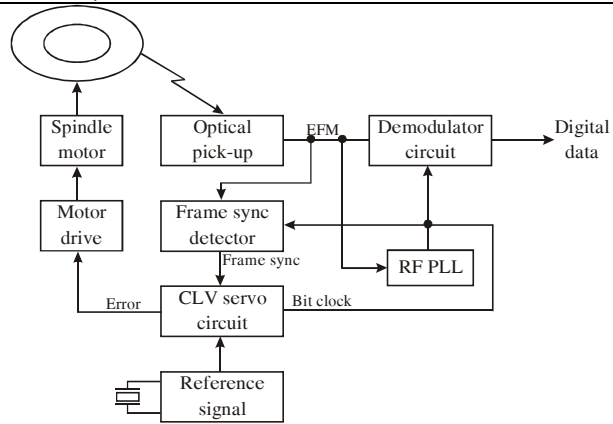 Spindle
motor
Optical
pick-up
EFM
Demodulator
circuit
Digital
data
Motor
drive
Frame sync
detector
Frame sync
RF PLL
Error
CLV servo
circuit
Bit clock
Reference
signal